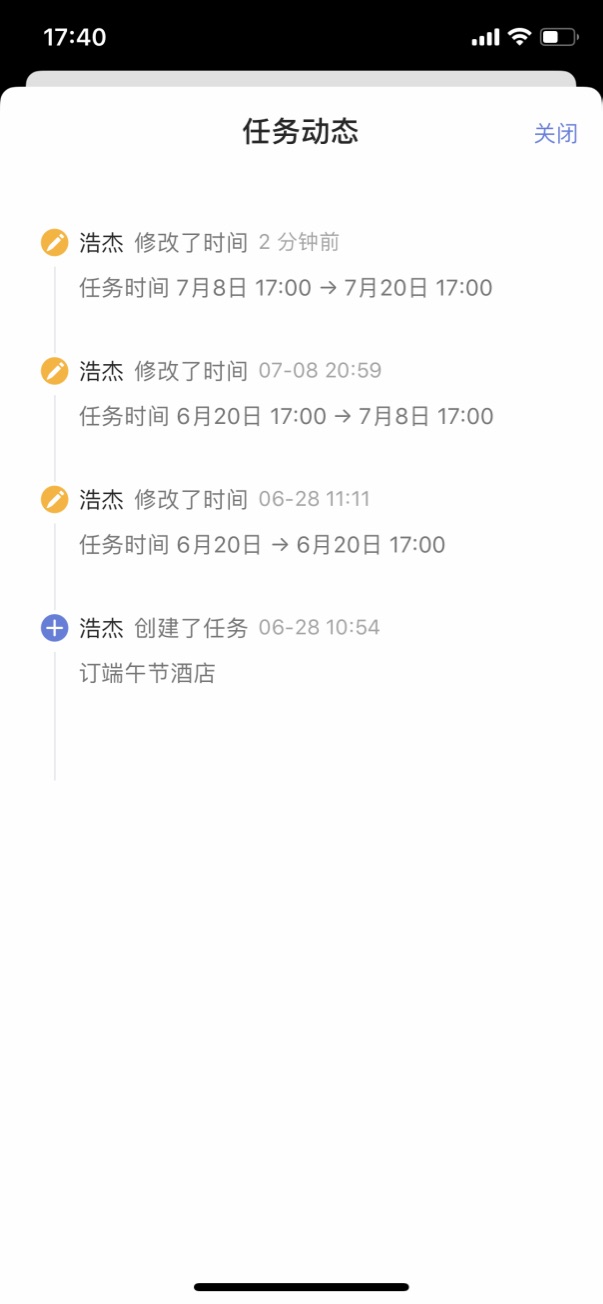 17:40
任务动态
关闭
浩杰 修改了时间 2 分钟前
任务时间 7月8日 17:00 → 7月20日 17:00
浩杰 修改了时间 07-08 20:59
任务时间 6月20日 17:00 → 7月8日 17:00
浩杰 修改了时间 06-28 11:11
任务时间 6月20日 → 6月20日 17:00
浩杰 创建了任务 06-28 10:54
订端午节酒店